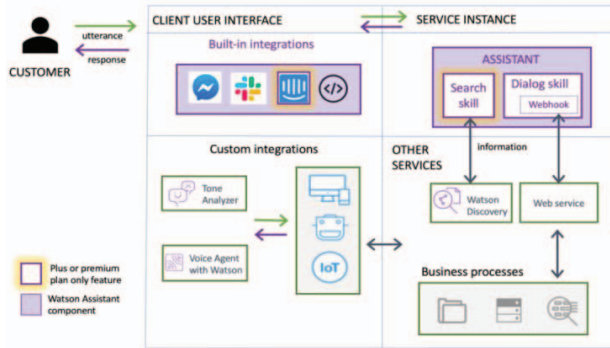 CLIENT USER INTERFACE
SERVICE INSTANCE
utterance
response
CUSTOMER
Built-in integrations
ASSISTANT
Search
skill
Dialog skill
Webhook
Custom integrations
OTHER
SERVICES
information
Tone
Analyzer
Voice Agent
with Watson
IoT
Watson
Discovery
Web service
Business processes
Plus or premium
plan only feature
Watson Assistant
component